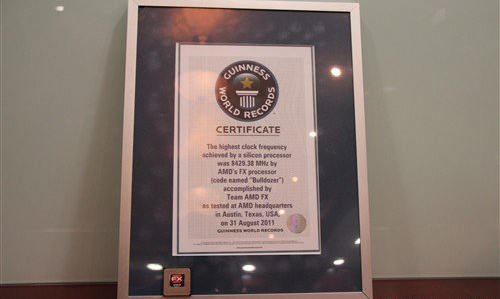 GUINNESS
WORLD RECORDS
CERTIFICATE
The highest clock frequency
achieved by a silicon processor
was 8429.38 MHz by
AMD's FX processor
(code named "Bulldozer")
accomplished by
Team AMD FX
as tested at AMD headquarters
in Austin, Texas, USA,
on 31 August 2011
GUINNESS WORLD RECORDS
FX